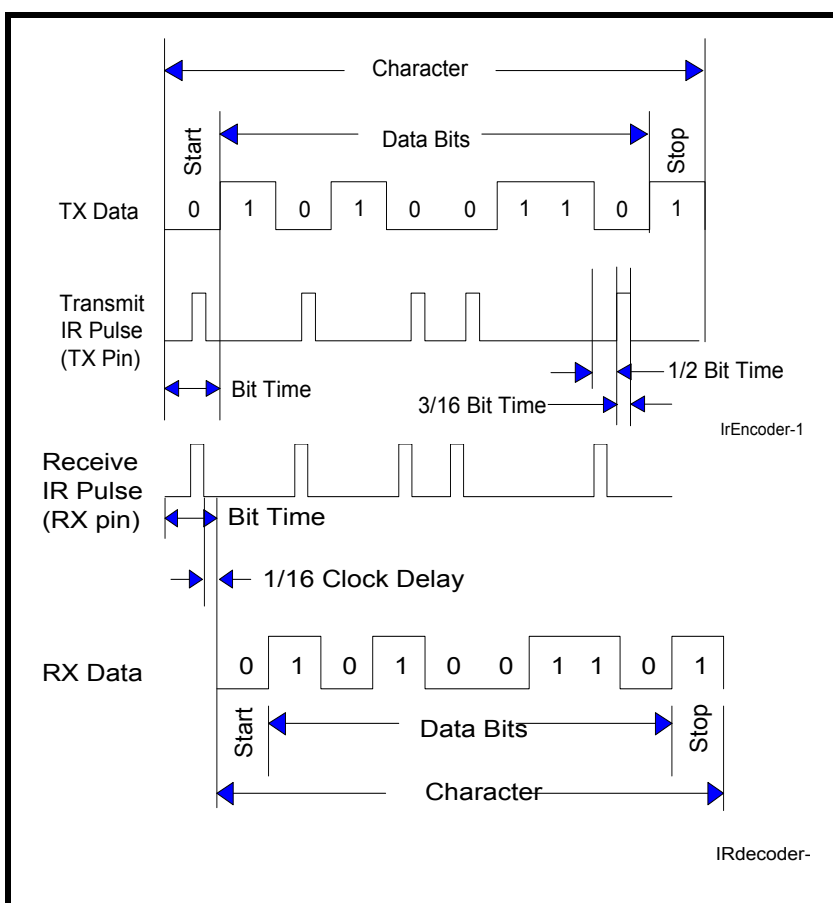 Character
Start
Data Bits
Stop
TX Data
0 1 0 1 0 0 1 1 0 1
Transmit
IR Pulse
(TX Pin)
Bit Time
1/2 Bit Time
3/16 Bit Time
IrEncoder-1
Receive
IR Pulse
(RX pin)
Bit Time
1/16 Clock Delay
RX Data
0 1 0 1 0 0 1 1 0 1
Start
Data Bits
Stop
Character
IRdecoder-